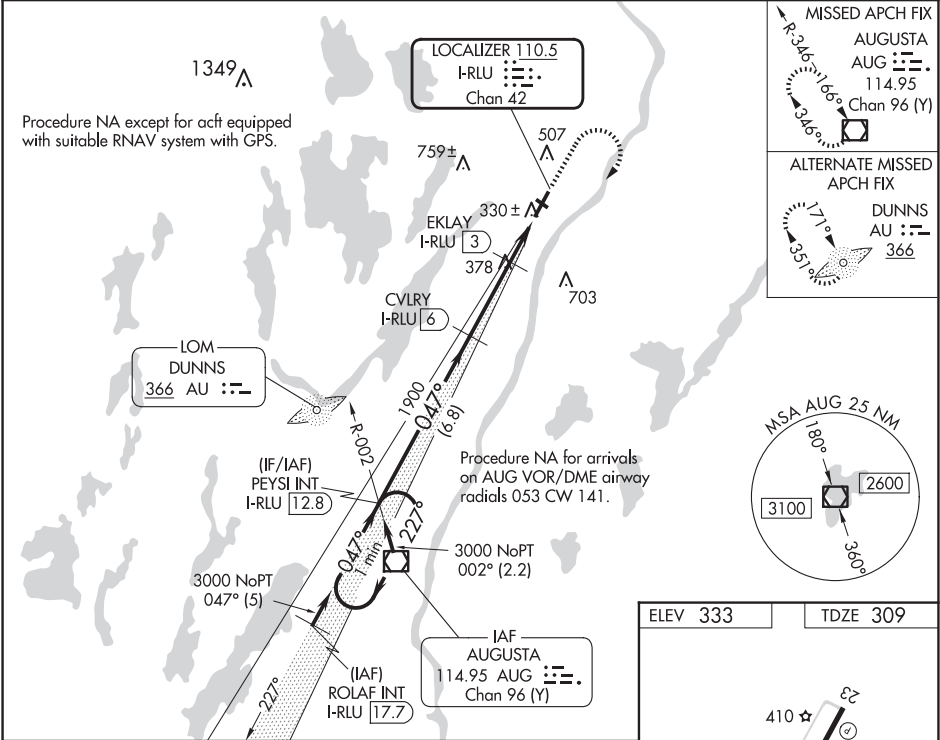 MISSED APCH FIX
AUGUSTA
AUG
114.95
Chan 96 (Y)
R-346
166°
346°
LOCALIZER 110.5
I-RLU
Chan 42
1349
Procedure NA except for acft equipped
with suitable RNAV system with GPS.
507
759±
330±
EKLAY
I-RLU 3
378
703
CVLRY
I-RLU 6
ALTERNATE MISSED
APCH FIX
DUNNS
AU
366
171°
351°
LOM
DUNNS
366 AU
R-002
1900
047°
(6.8)
(IF/IAF)
PEYSI INT
I-RLU 12.8
Procedure NA for arrivals
on AUG VOR/DME airway
radials 053 CW 141.
MSA AUG 25 NM
180°
2600
3100
360°
047°
1 min
227°
3000 NoPT
002° (2.2)
3000 NoPT
047° (5)
IAF
AUGUSTA
114.95 AUG
Chan 96 (Y)
(IAF)
ROLAF INT
I-RLU 17.7
227°
ELEV 333
TDZE 309
410
23
P